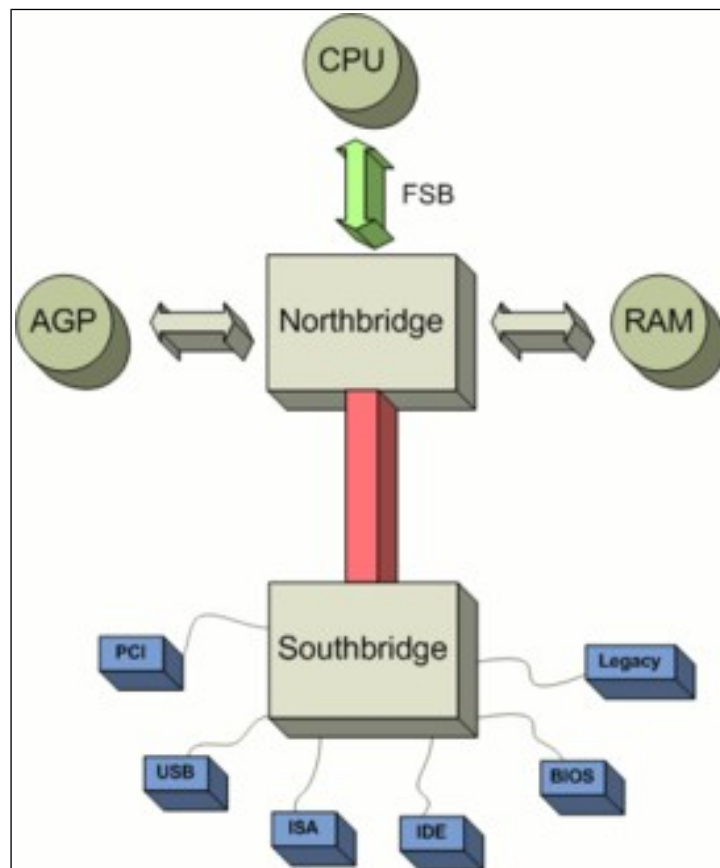 CPU
FSB
AGP
Northbridge
RAM
PCI
Southbridge
Legacy
USB
BIOS
ISA
IDE